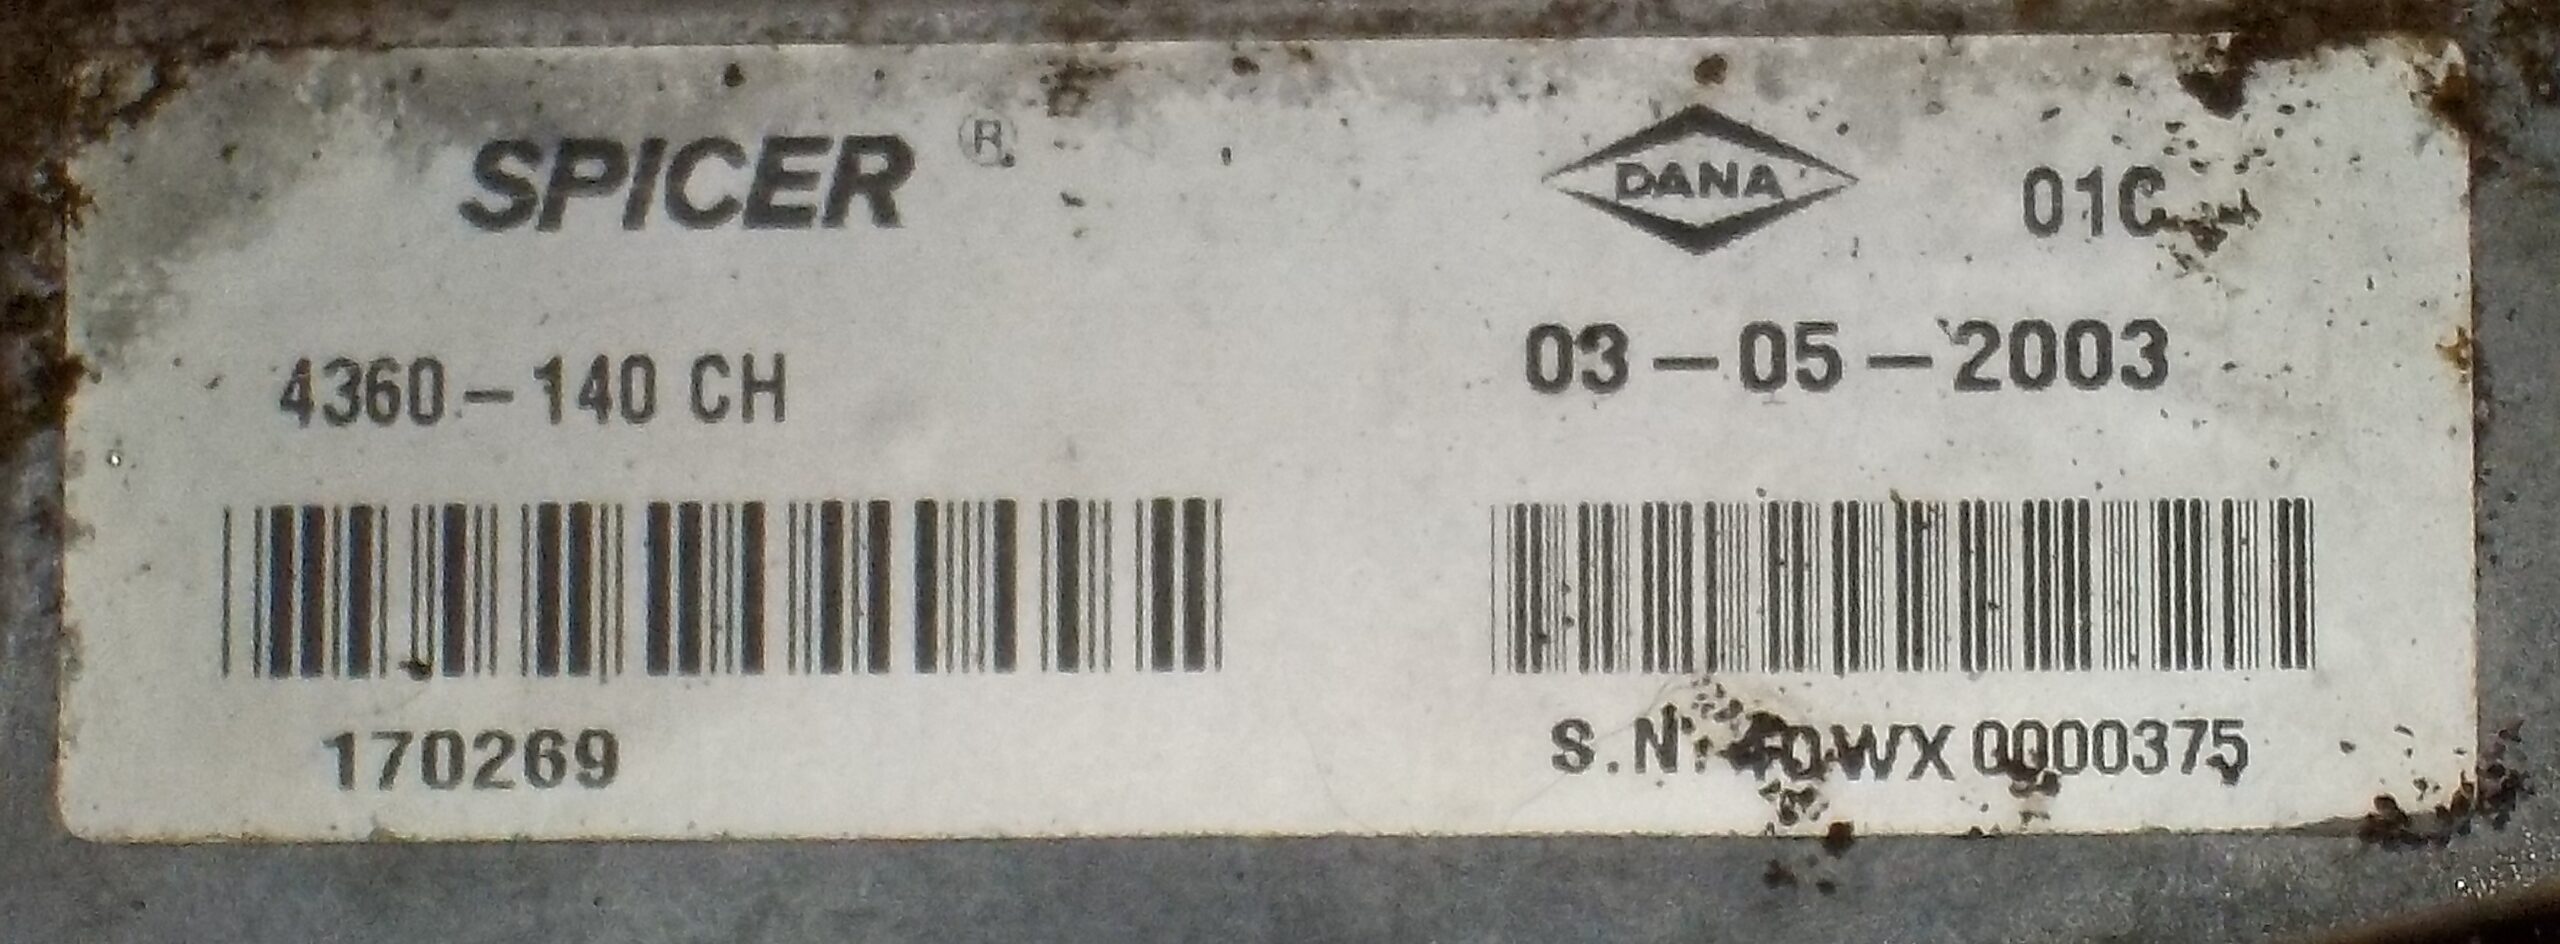 SPICER ®
DANA 01C
4360-140 CH
03-05-2003
170269
S.N. 40WX 0000375